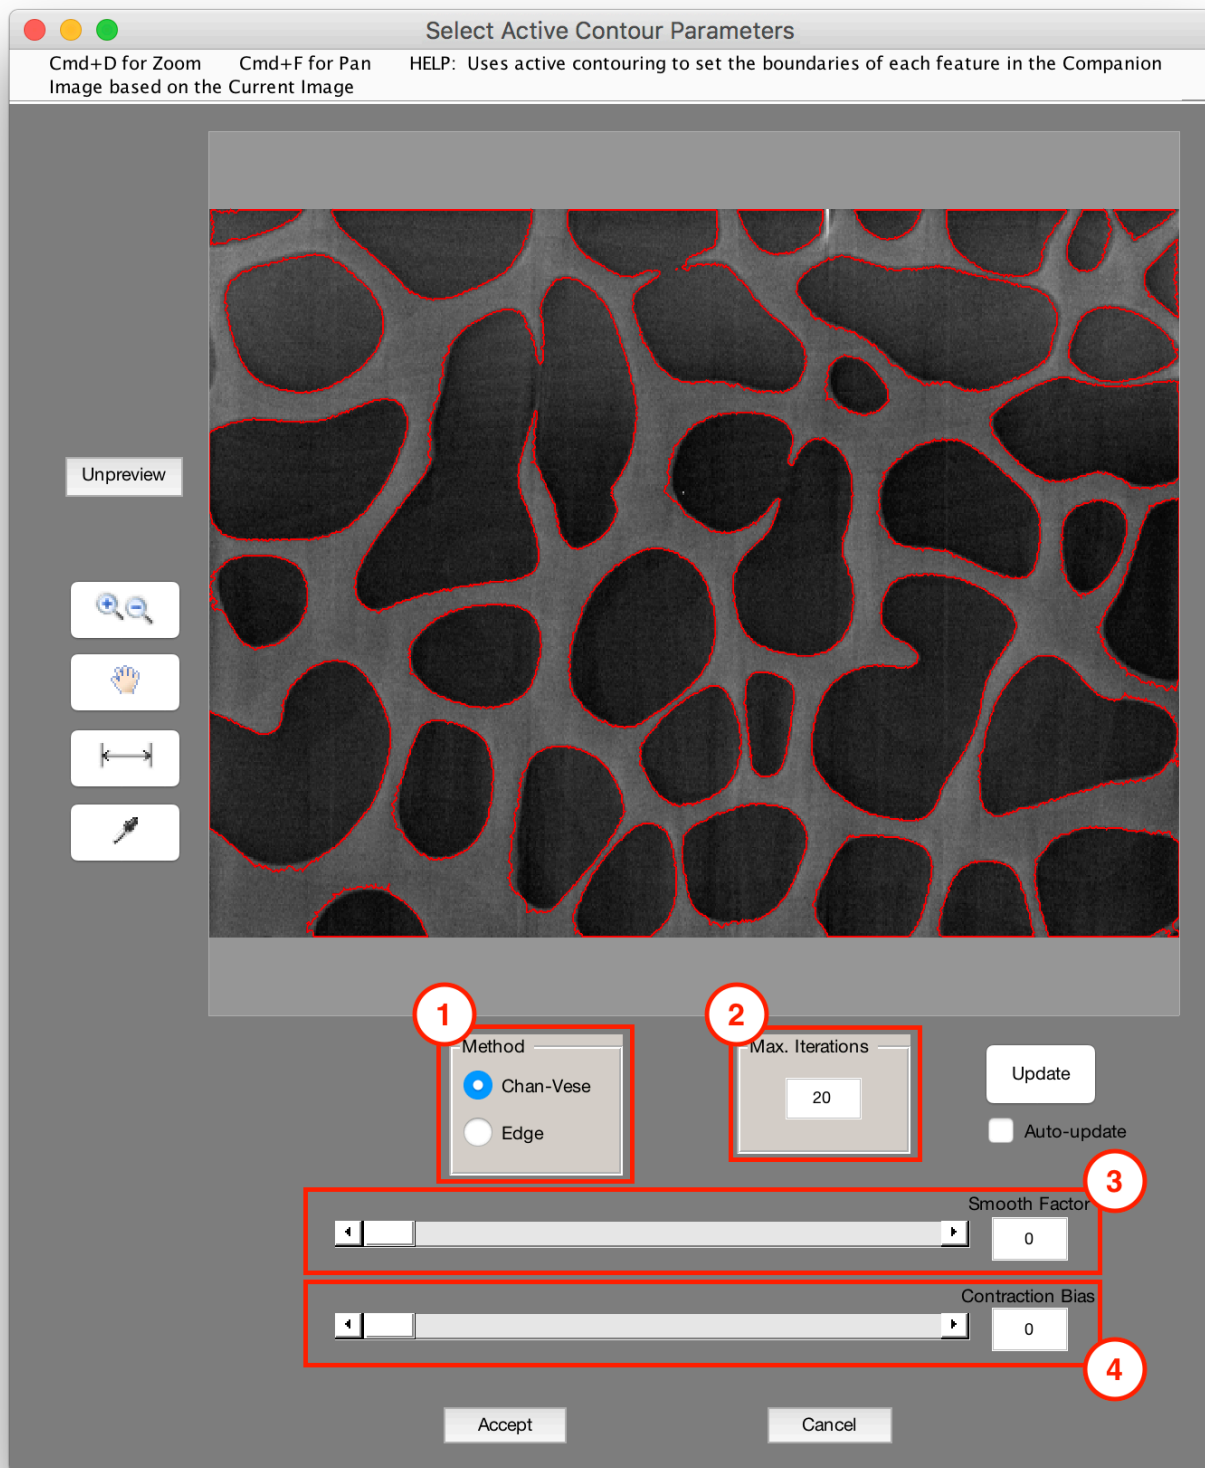 Select Active Contour Parameters
Cmd+D for Zoom Cmd+F for Pan HELP: Uses active contouring to set the boundaries of each feature in the Companion
Image based on the Current Image
Unpreview
1
2
Method
Max. Iterations
Chan-Vese
Edge
20
Update
Auto-update
3
Smooth Factor
0
Contraction Bias
0
4
Accept
Cancel